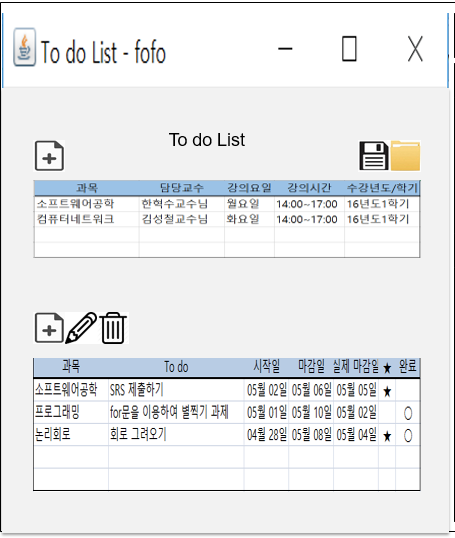 To do List - fofo
To do List
과목 담당교수 강의요일 강의시간 수강년도/학기
소프트웨어공학 한혁수교수님 월요일 14:00~17:00 16년도1학기
컴퓨터네트워크 김성철교수님 화요일 14:00~17:00 16년도1학기
과목 To do 시작일 마감일 실제 마감일 ★ 완료
소프트웨어공학 SRS 제출하기 05월 02일 05월 06일 05월 05일 ★
프로그래밍 for문을 이용하여 별찍기 과제 05월 01일 05월 10일 05월 02일 ○
논리회로 회로 그려오기 04월 28일 05월 08일 05월 04일 ★ ○